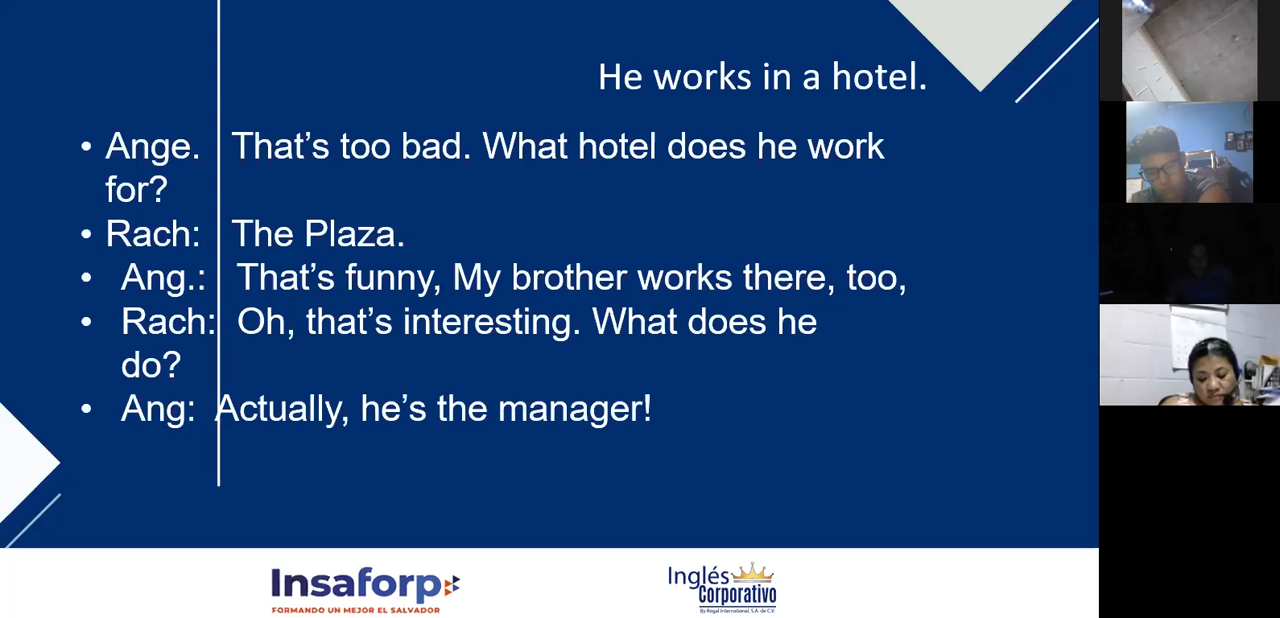 He works in a hotel.
• Ange. That's too bad. What hotel does he work
for?
• Rach: The Plaza.
• Ang.: That's funny, My brother works there, too,
• Rach: Oh, that's interesting. What does he
do?
• Ang: Actually, he's the manager!
Insaforp
FORMANDO UN MEJOR EL SALVADOR
Inglés
Corporativo
By Regal International, S.A. de C.V.